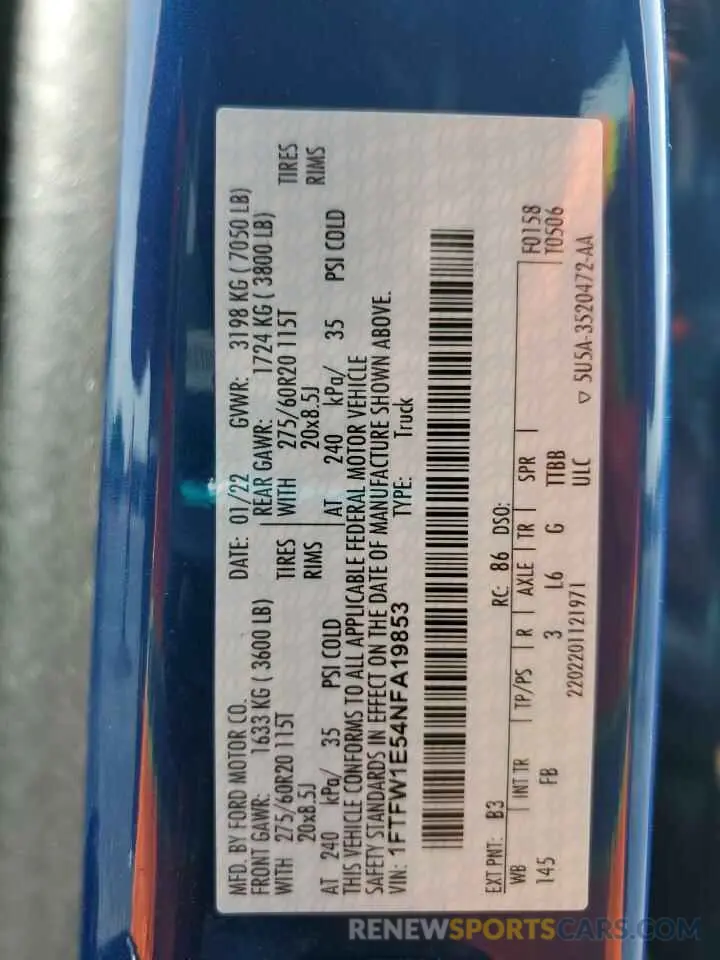 MFD. BY FORD MOTOR CO.
DATE: 01/22 GVWR: 3198 KG ( 7050 LB)
FRONT GAWR: 1633 KG ( 3600 LB)
REAR GAWR: 1724 KG ( 3800 LB)
WITH 275/60R20 115T TIRES
WITH 275/60R20 115T TIRES
20x8.5J RIMS
20x8.5J RIMS
AT 240 kPa/ 35 PSI COLD
AT 240 kPa/ 35 PSI COLD
THIS VEHICLE CONFORMS TO ALL APPLICABLE FEDERAL MOTOR VEHICLE
SAFETY STANDARDS IN EFFECT ON THE DATE OF MANUFACTURE SHOWN ABOVE.
VIN: 1FTFW1E54NFA19853 TYPE: Truck
EXT PNT: B3 RC: 86 DSO:
F0158
WB INT TR TP/PS R AXLE TR SPR T0506
145 FB 3 L6 G TTBB
2202201121971 ULC ▽ 5U5A-3520472-AA
RENEWSPORTSCARS.COM